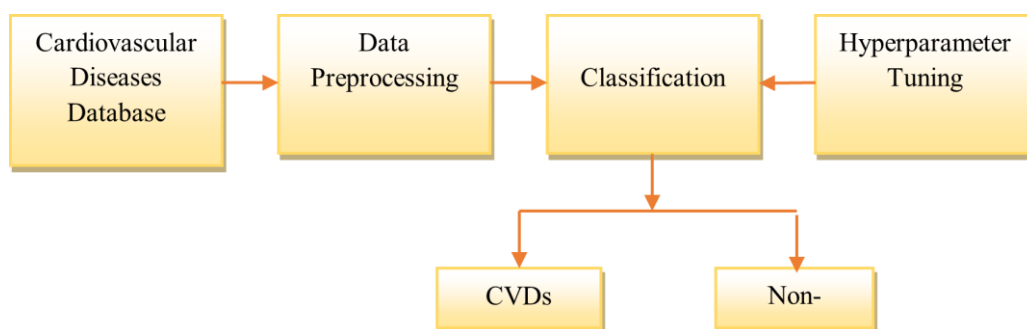 Cardiovascular
Diseases
Database
Data
Preprocessing
Classification
Hyperparameter
Tuning
CVDs
Non-